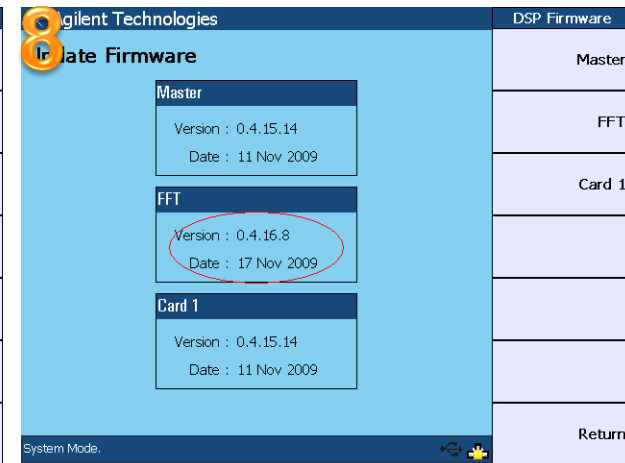 8
Agilent Technologies
DSP Firmware
Update Firmware
Master
Version : 0.4.15.14
Date : 11 Nov 2009
FFT
Version : 0.4.16.8
Date : 17 Nov 2009
Card 1
Version : 0.4.15.14
Date : 11 Nov 2009
System Mode.
Master
FFT
Card 1
Return